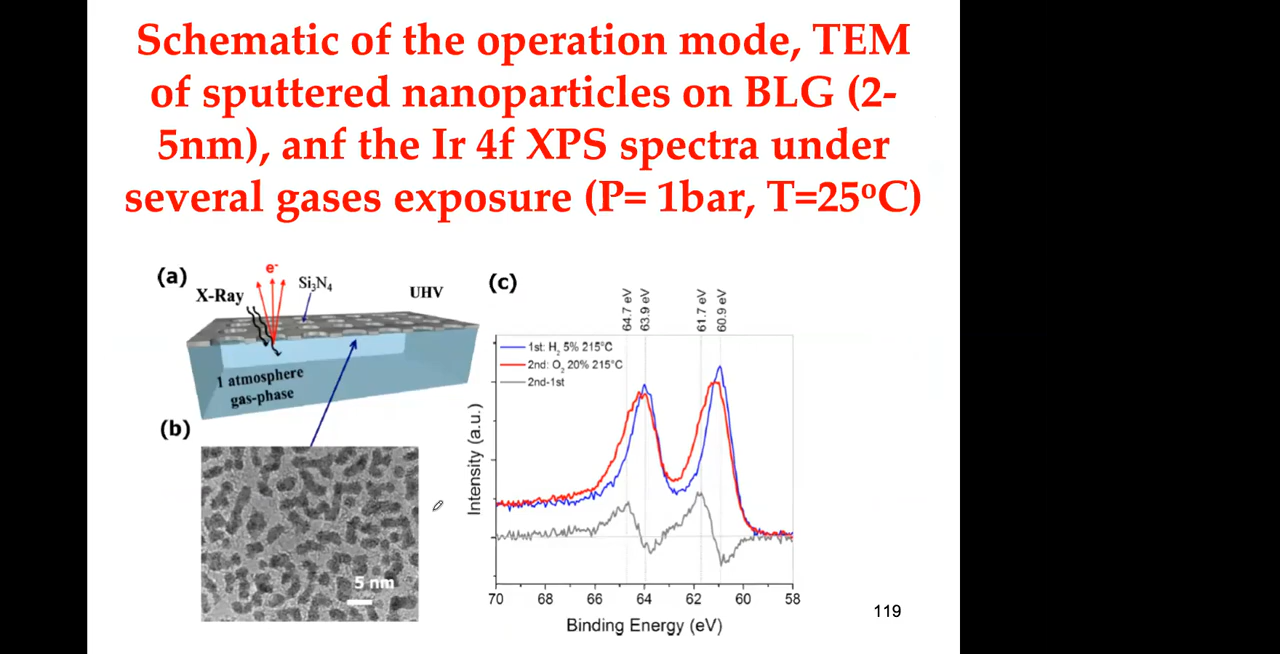 Schematic of the operation mode, TEM
of sputtered nanoparticles on BLG (2-
5nm), anf the Ir 4f XPS spectra under
several gases exposure (P= 1bar, T=25°C)
(a)
e-
X-Ray
Si3N4
UHV
1 atmosphere
gas-phase
(b)
5 nm
(c)
64.7 eV
63.9 eV
61.7 eV
60.9 eV
1st: H2 5% 215°C
2nd: O2 20% 215°C
2nd-1st
Intensity (a.u.)
70 68 66 64 62 60 58
Binding Energy (eV)
119